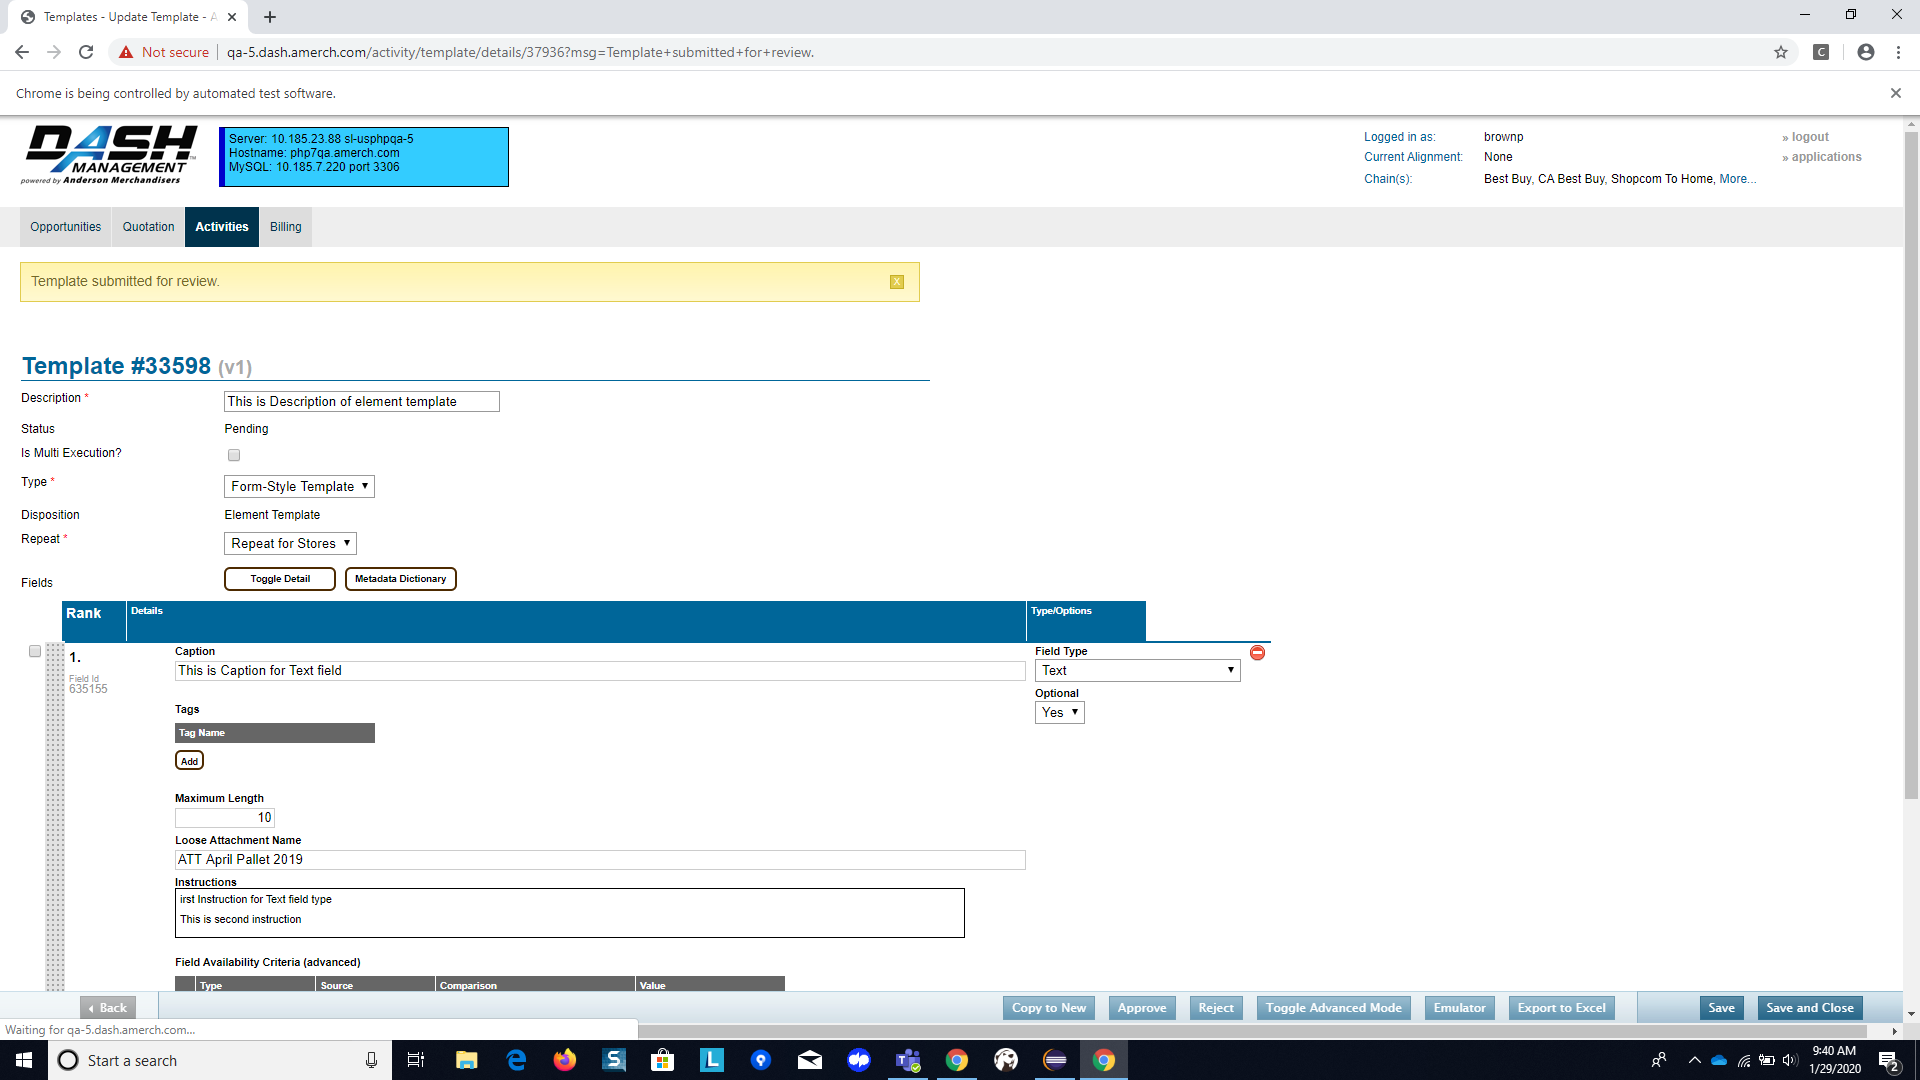 Templates - Update Template - A
Not secure
qa-5.dash.amerch.com/activity/template/details/37936?msg=Template+submitted+for+review.
C
Chrome is being controlled by automated test software.
DASH
MANAGEMENT
powered by Anderson Merchandisers
Server: 10.185.23.88 sl-usphpqa-5
Hostname: php7qa.amerch.com
MySQL: 10.185.7.220 port 3306
Logged in as: brownp » logout
Current Alignment: None » applications
Chain(s): Best Buy, CA Best Buy, Shopcom To Home, More...
Opportunities Quotation Activities Billing
Template submitted for review. X
Template #33598 (v1)
Description * This is Description of element template
Status Pending
Is Multi Execution?
Type * Form-Style Template
Disposition Element Template
Repeat * Repeat for Stores
Fields Toggle Detail Metadata Dictionary
Rank Details Type/Options
1. Caption Field Type
This is Caption for Text field Text
Field Id
635155
Optional
Yes
Tags
Tag Name
Add
Maximum Length
10
Loose Attachment Name
ATT April Pallet 2019
Instructions
irst Instruction for Text field type
This is second instruction
Field Availability Criteria (advanced)
Type Source Comparison Value
Back Copy to New Approve Reject Toggle Advanced Mode Emulator Export to Excel Save Save and Close
Waiting for qa-5.dash.amerch.com...
Start a search
S
L
T
9:40 AM
1/29/2020
2